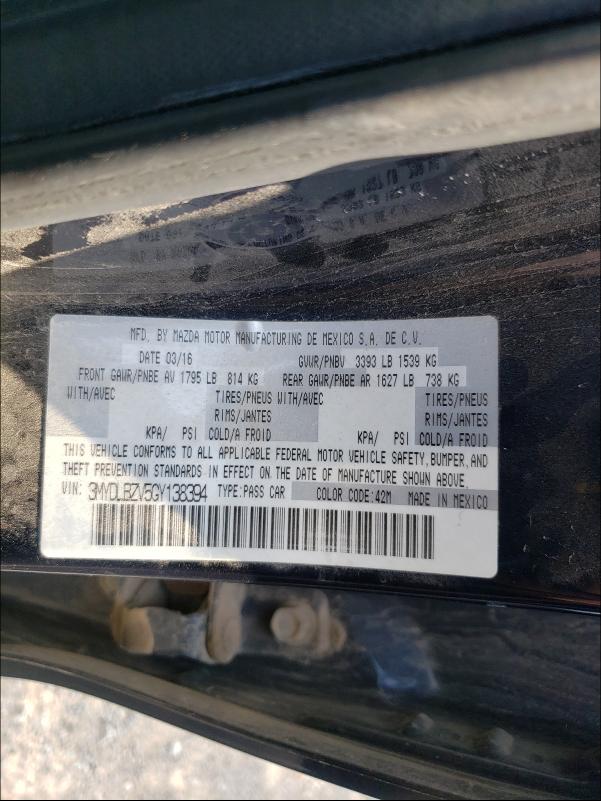 MFD. BY MAZDA MOTOR MANUFACTURING DE MEXICO S.A. DE C.V.
DATE 03/16 GVWR/PNBV 3393 LB 1539 KG
FRONT GAWR/PNBE AV 1795 LB 814 KG REAR GAWR/PNBE AR 1627 LB 738 KG
WITH/AVEC TIRES/PNEUS WITH/AVEC TIRES/PNEUS
RIMS/JANTES RIMS/JANTES
KPA/ PSI COLD/A FROID KPA/ PSI COLD/A FROID
THIS VEHICLE CONFORMS TO ALL APPLICABLE FEDERAL MOTOR VEHICLE SAFETY, BUMPER, AND
THEFT PREVENTION STANDARDS IN EFFECT ON THE DATE OF MANUFACTURE SHOWN ABOVE.
VIN: 3MYDLBZV5GY138394 TYPE: PASS CAR COLOR CODE: 42M MADE IN MEXICO